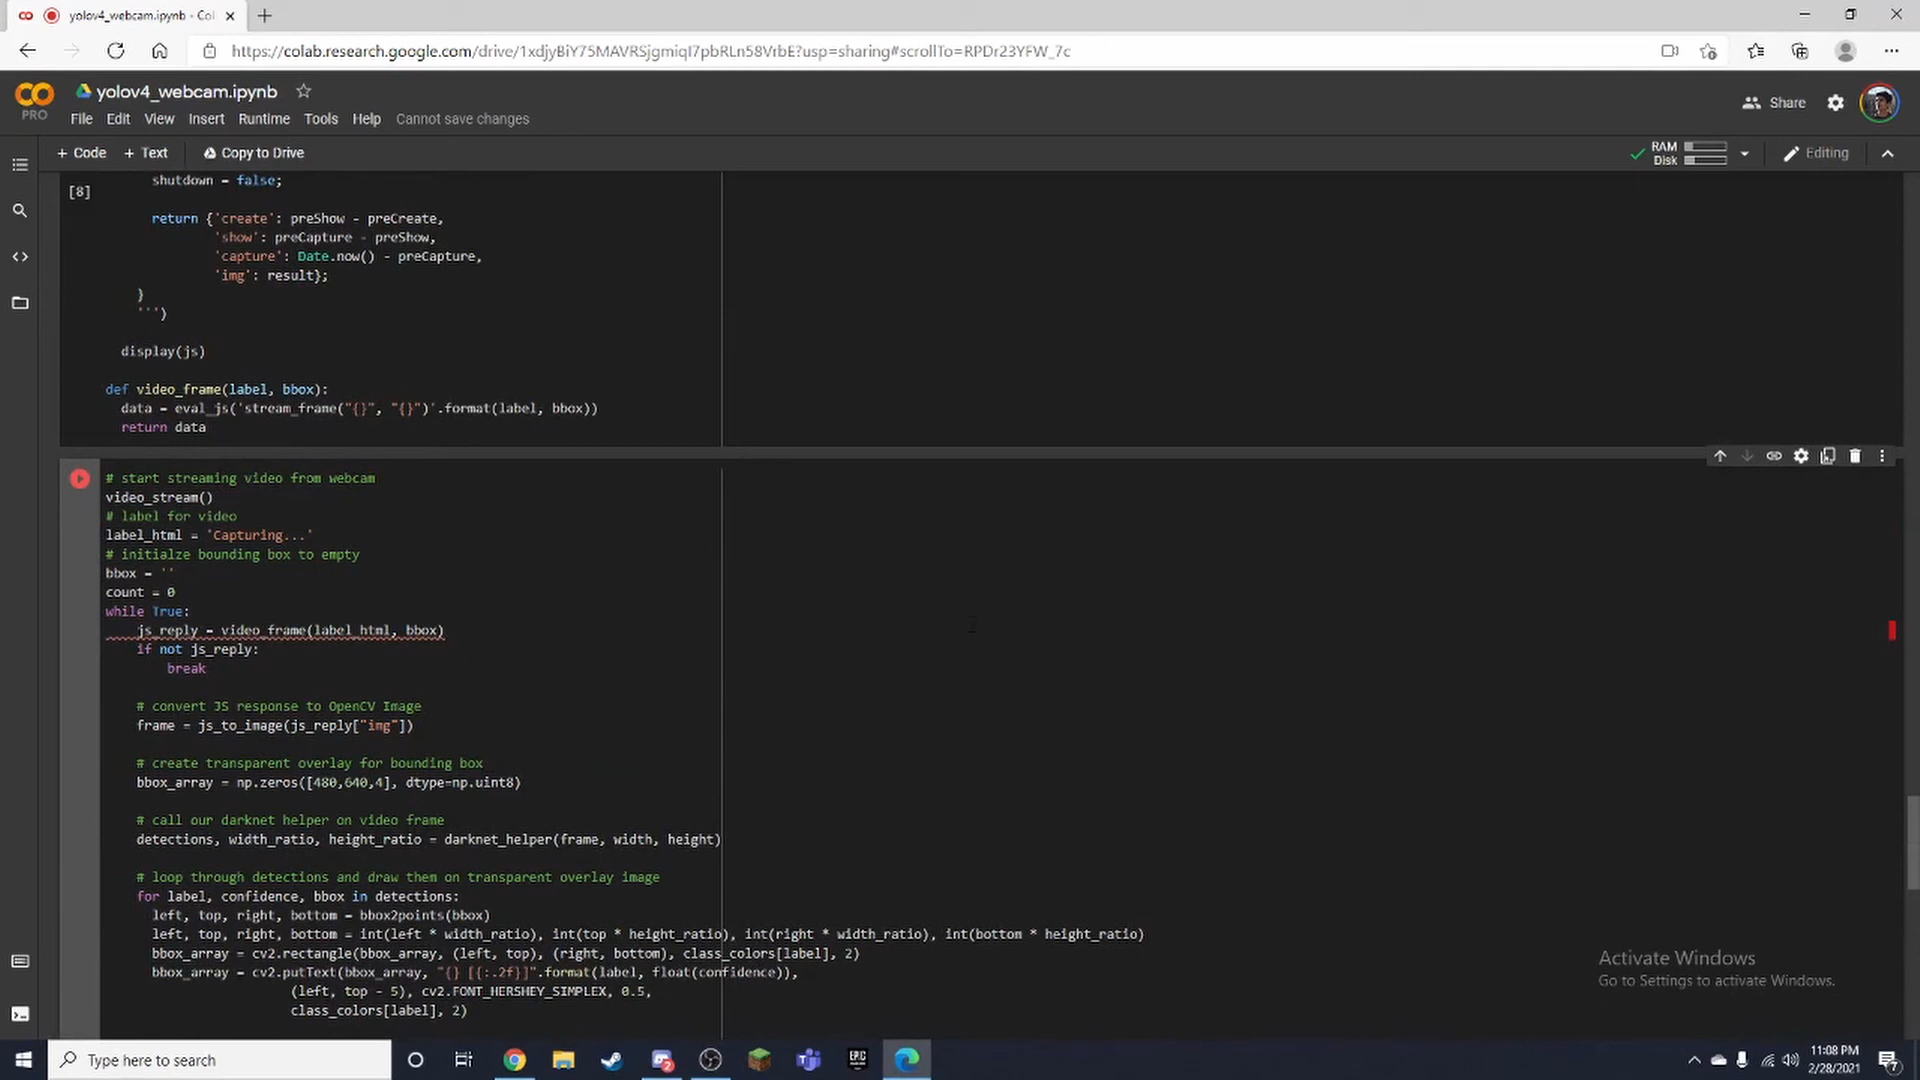 yolov4_webcam.ipynb - Col
https://colab.research.google.com/drive/1xdjyBiY75MAVRSjgmiqI7pbRLn58VrbE?usp=sharing#scrollTo=RPDr23YFW_7c
PRO
yolov4_webcam.ipynb
Share
File Edit View Insert Runtime Tools Help Cannot save changes
+ Code + Text Copy to Drive
RAM
Disk
Editing
[8]
shutdown = false;
return {'create': preShow - preCreate,
'show': preCapture - preShow,
'capture': Date.now() - preCapture,
'img': result};
}
''')
display(js)
def video_frame(label, bbox):
data = eval_js('stream_frame("{}", "{}")'.format(label, bbox))
return data
# start streaming video from webcam
video_stream()
# label for video
label_html = 'Capturing...'
# initialze bounding box to empty
bbox = ''
count = 0
while True:
js_reply = video_frame(label_html, bbox)
if not js_reply:
break
# convert JS response to OpenCV Image
frame = js_to_image(js_reply["img"])
# create transparent overlay for bounding box
bbox_array = np.zeros([480,640,4], dtype=np.uint8)
# call our darknet helper on video frame
detections, width_ratio, height_ratio = darknet_helper(frame, width, height)
# loop through detections and draw them on transparent overlay image
for label, confidence, bbox in detections:
left, top, right, bottom = bbox2points(bbox)
left, top, right, bottom = int(left * width_ratio), int(top * height_ratio), int(right * width_ratio), int(bottom * height_ratio)
bbox_array = cv2.rectangle(bbox_array, (left, top), (right, bottom), class_colors[label], 2)
bbox_array = cv2.putText(bbox_array, "{} [{:.2f}]".format(label, float(confidence)),
(left, top - 5), cv2.FONT_HERSHEY_SIMPLEX, 0.5,
class_colors[label], 2)
Activate Windows
Go to Settings to activate Windows.
Type here to search
EPIC
11:08 PM
2/28/2021